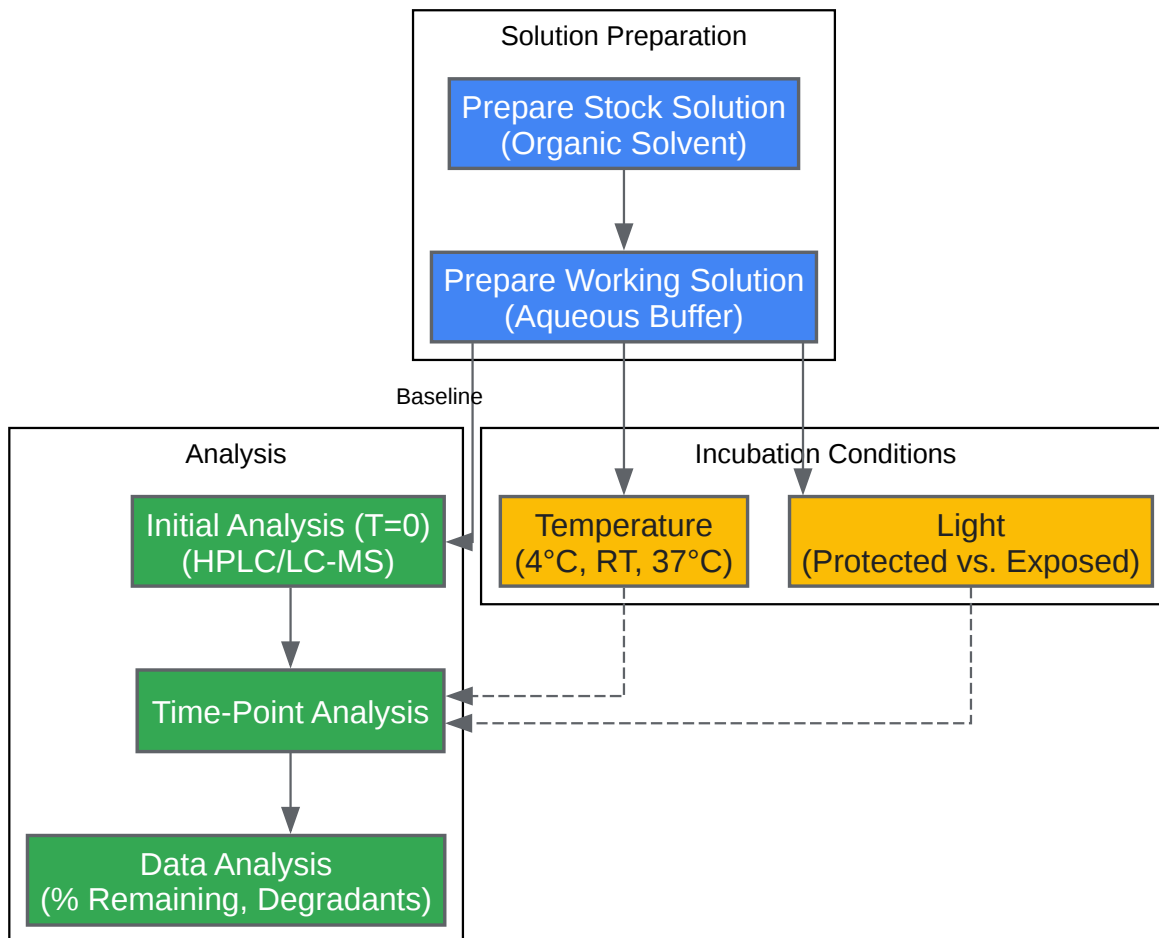 Solution Preparation
Prepare Stock Solution
(Organic Solvent)
Prepare Working Solution
(Aqueous Buffer)
Baseline
Analysis
Incubation Conditions
Initial Analysis (T=0)
(HPLC/LC-MS)
Temperature
(4°C, RT, 37°C)
Light
(Protected vs. Exposed)
Time-Point Analysis
Data Analysis
(% Remaining, Degradants)